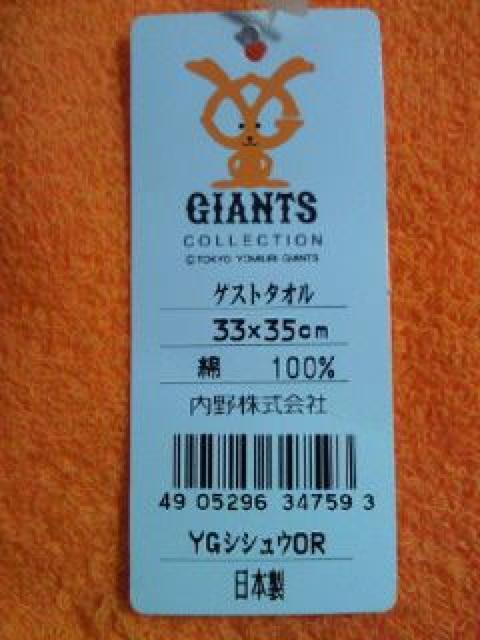 GIANTS
COLLECTION
©TOKYO YOMIURI GIANTS
ゲストタオル
33×35cm
綿 100%
内野株式会社
49 05296 34759 3
YGシシュウOR
日本製